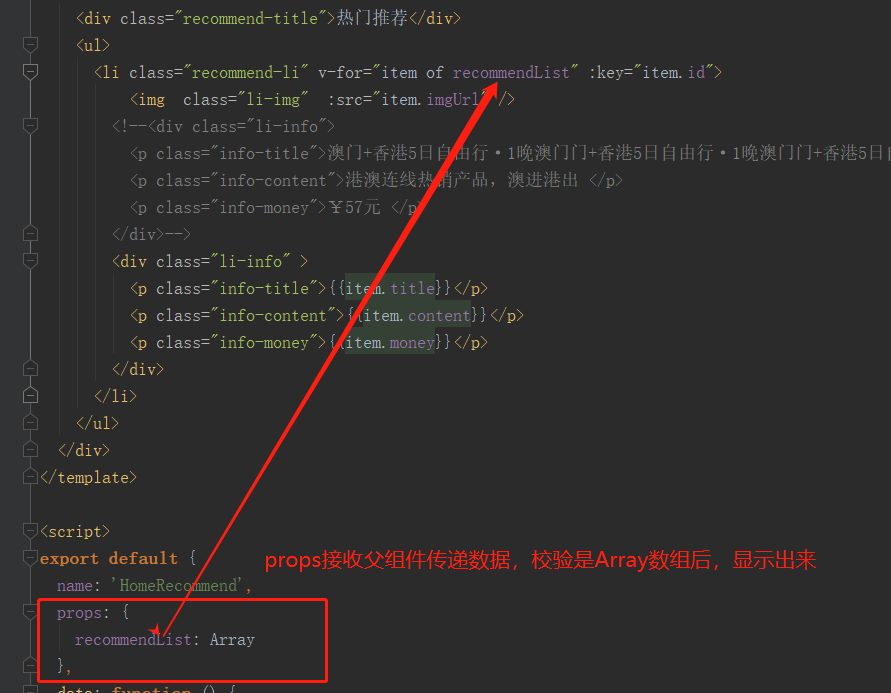 <div class="recommend-title">热门推荐</div>
<ul>
<li class="recommend-li" v-for="item of recommendList" :key="item.id">
<img  class="li-img"  :src="item.imgUrl" />
<!--<div class="li-info">
<p class="info-title">澳门+香港5日自由行·1晚澳门门+香港5日自由行·1晚澳门门+香港5日
<p class="info-content">港澳连线热销产品，澳进港出 </p>
<p class="info-money">￥57元 </p>
</div>-->
<div class="li-info" >
<p class="info-title">{{item.title}}</p>
<p class="info-content">{{item.content}}</p>
<p class="info-money">{{item.money}}</p>
</div>
</li>
</ul>
</div>
</template>
<script>
export default {
props接收父组件传递数据，校验是Array数组后，显示出来
name: 'HomeRecommend',
props: {
recommendList: Array
},
data: function () {